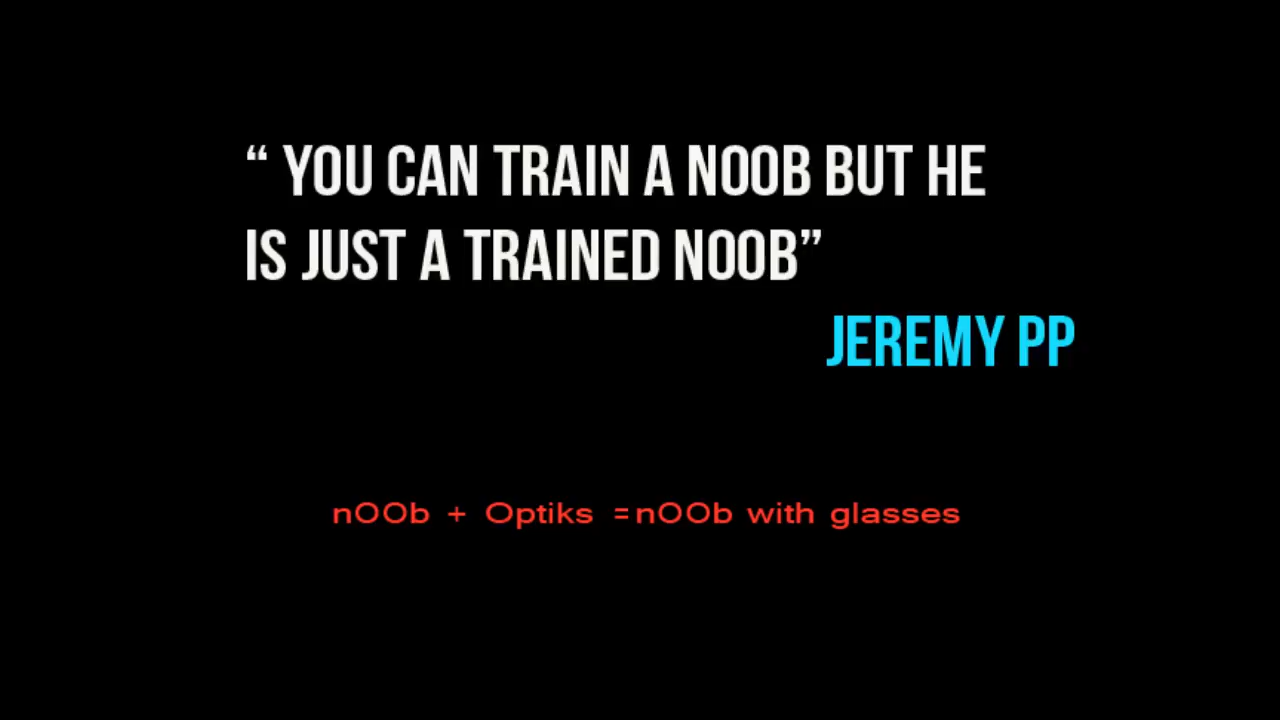 “ YOU CAN TRAIN A NOOB BUT HE
IS JUST A TRAINED NOOB”
JEREMY PP
nOOb + Optiks =nOOb with glasses